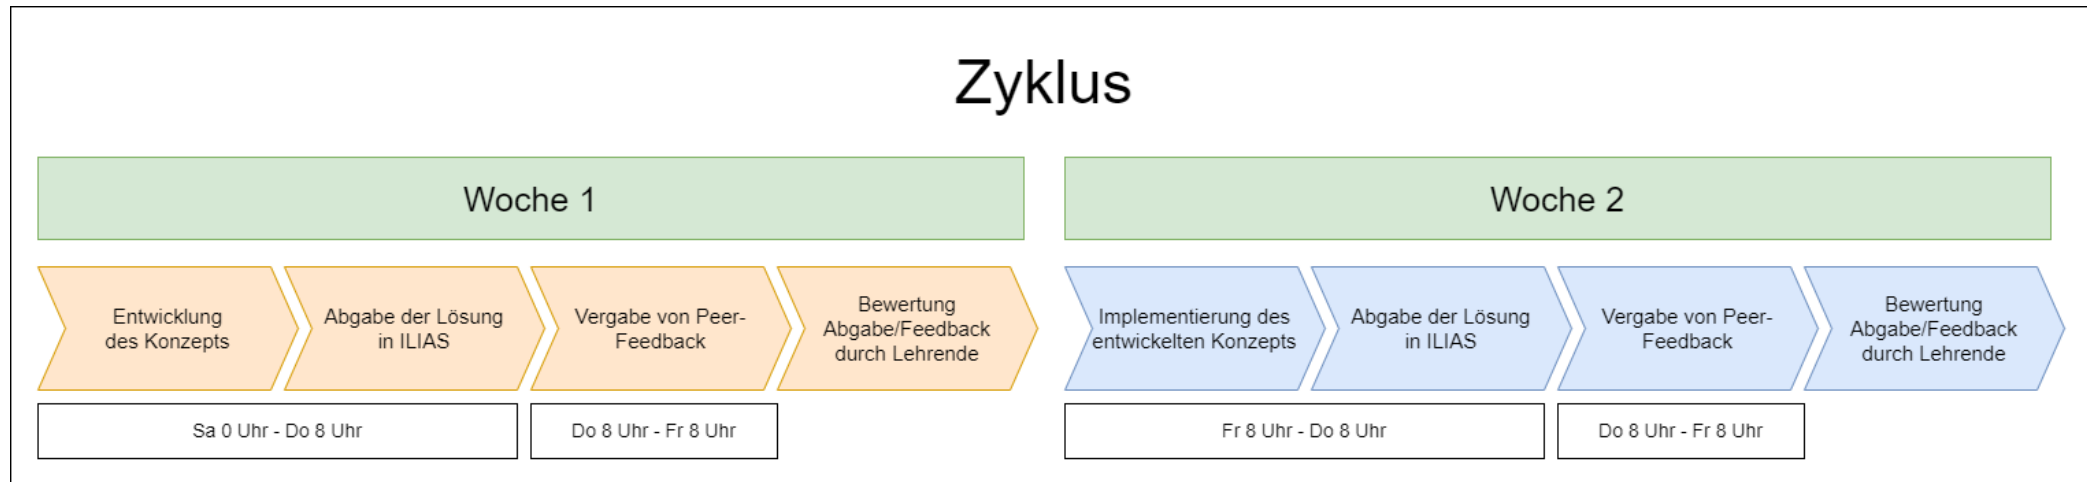 Zyklus
Woche 1
Woche 2
Entwicklung
des Konzepts
Abgabe der Lösung
in ILIAS
Vergabe von Peer-
Feedback
Bewertung
Abgabe/Feedback
durch Lehrende
Implementierung des
entwickelten Konzepts
Abgabe der Lösung
in ILIAS
Vergabe von Peer-
Feedback
Bewertung
Abgabe/Feedback
durch Lehrende
Sa 0 Uhr - Do 8 Uhr
Do 8 Uhr - Fr 8 Uhr
Fr 8 Uhr - Do 8 Uhr
Do 8 Uhr - Fr 8 Uhr